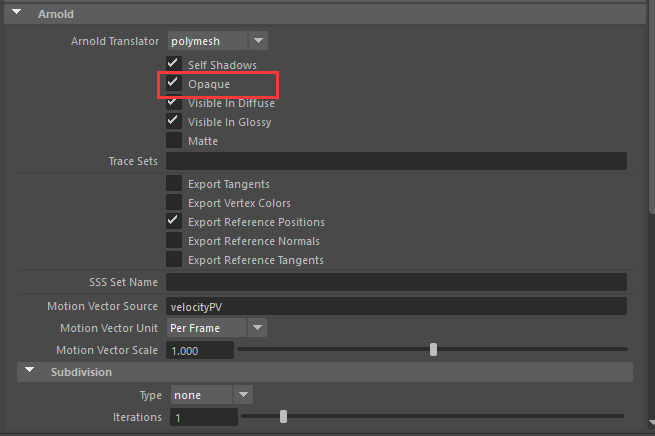 Arnold
Arnold Translator polymesh
Self Shadows
Opaque
Visible In Diffuse
Visible In Glossy
Matte
Trace Sets
Export Tangents
Export Vertex Colors
Export Reference Positions
Export Reference Normals
Export Reference Tangents
SSS Set Name
Motion Vector Source velocityPV
Motion Vector Unit Per Frame
Motion Vector Scale 1.000
Subdivision
Type none
Iterations 1